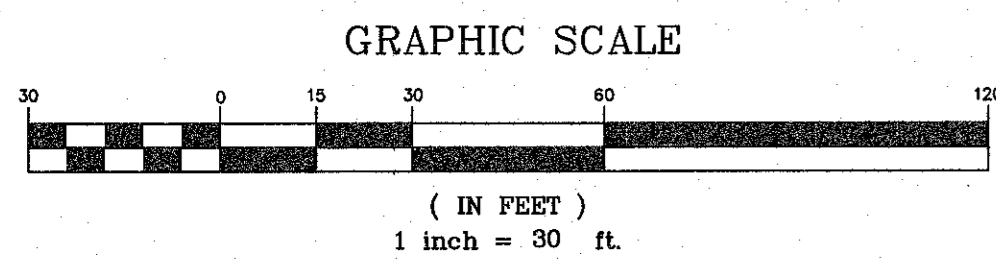 GRAPHIC SCALE
30 0 15 30 60 120
( IN FEET )
1 inch = 30 ft.